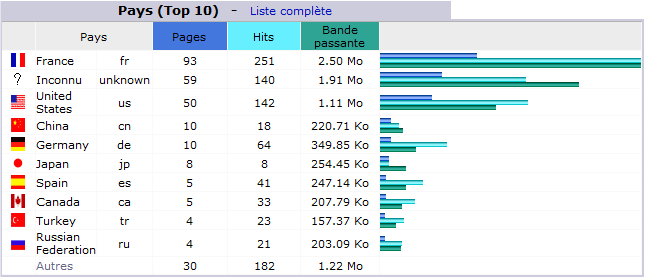 Pays (Top 10) - Liste complète
Pays Pages Hits Bande passante
France fr 93 251 2.50 Mo
? Inconnu unknown 59 140 1.91 Mo
United States us 50 142 1.11 Mo
China cn 10 18 220.71 Ko
Germany de 10 64 349.85 Ko
Japan jp 8 8 254.45 Ko
Spain es 5 41 247.14 Ko
Canada ca 5 33 207.79 Ko
Turkey tr 4 23 157.37 Ko
Russian Federation ru 4 21 203.09 Ko
Autres 30 182 1.22 Mo